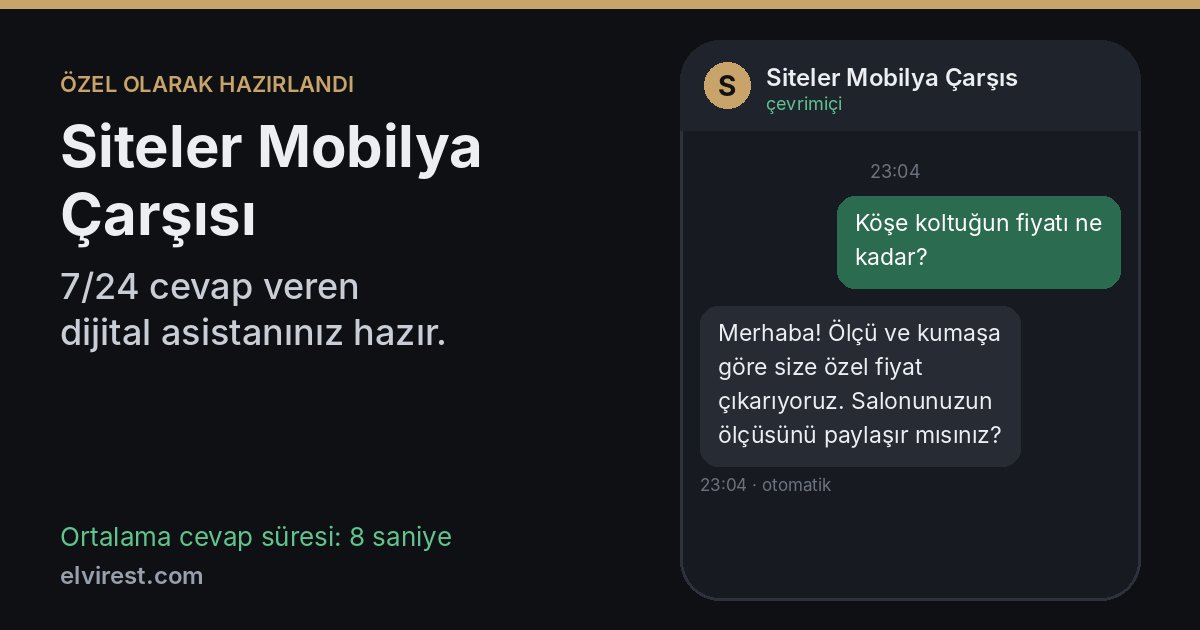 ÖZEL OLARAK HAZIRLANDI
Siteler Mobilya
Çarşısı
7/24 cevap veren
dijital asistanınız hazır.
Ortalama cevap süresi: 8 saniye
elvirest.com
S
Siteler Mobilya Çarşıs
çevrimiçi
23:04
Köşe koltuğun fiyatı ne
kadar?
Merhaba! Ölçü ve kumaşa
göre size özel fiyat
çıkarıyoruz. Salonunuzun
ölçüsünü paylaşır mısınız?
23:04 · otomatik